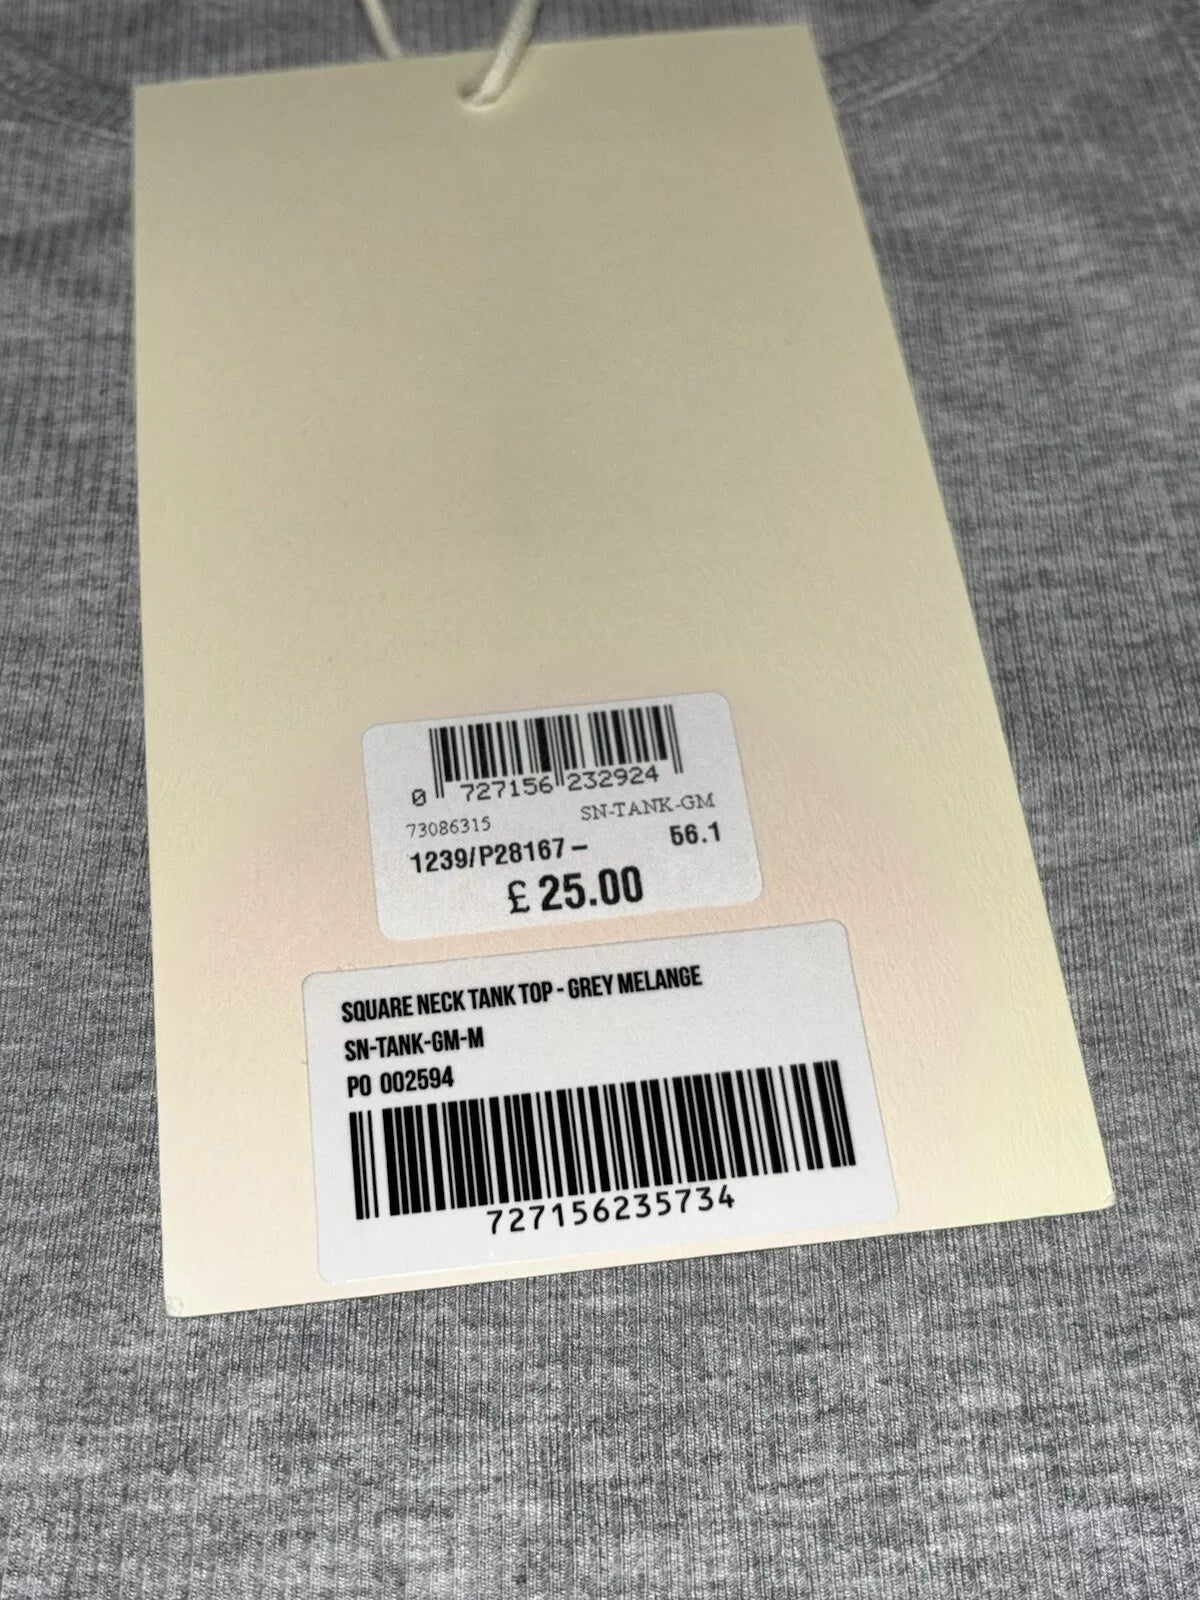 0 727156 232924
73086315 SN-TANK-GM
1239/P28167- 56.1
£ 25.00
SQUARE NECK TANK TOP - GREY MELANGE
SN-TANK-GM-M
PO 002594
727156235734